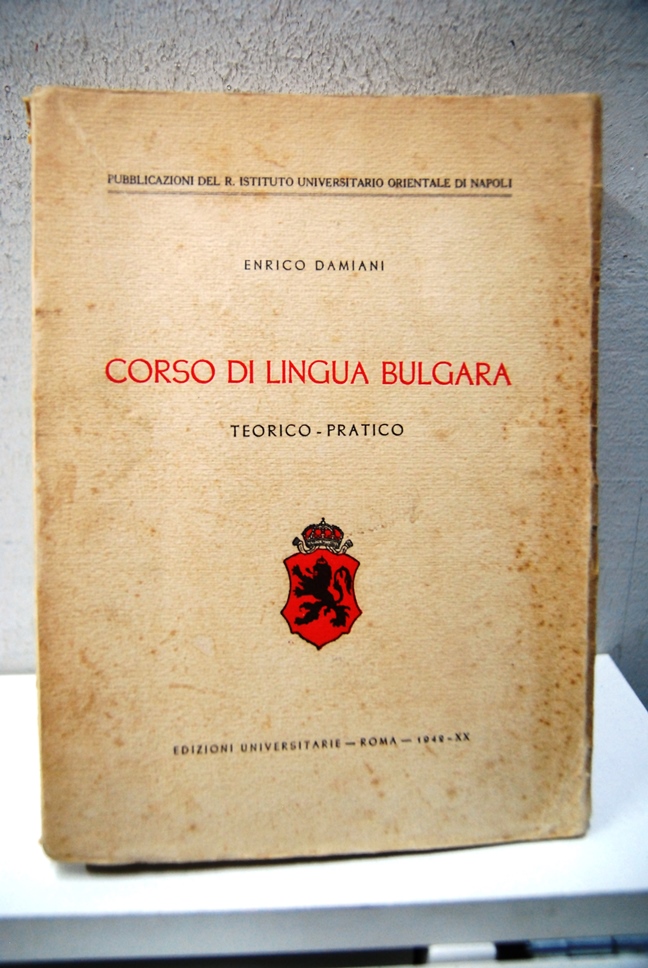 PUBBLICAZIONI DEL R. ISTITUTO UNIVERSITARIO ORIENTALE DI NAPOLI
ENRICO DAMIANI
CORSO DI LINGUA BULGARA
TEORICO-PRATICO
EDIZIONI UNIVERSITARIE — ROMA — 1942-XX